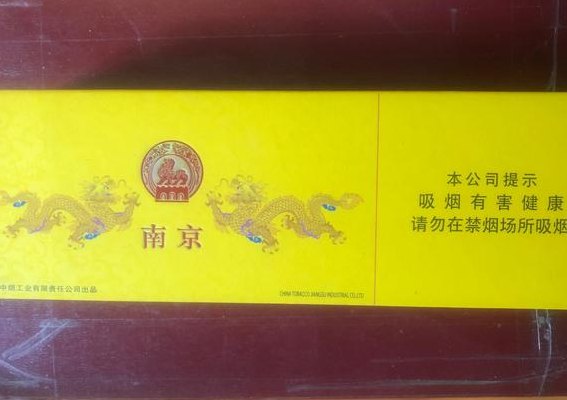 南京
中烟工业有限责任公司出品
CHINA TOBACCO JIANGSU INDUSTRIAL CO.,LTD
本公司提示
吸烟有害健康
请勿在禁烟场所吸烟